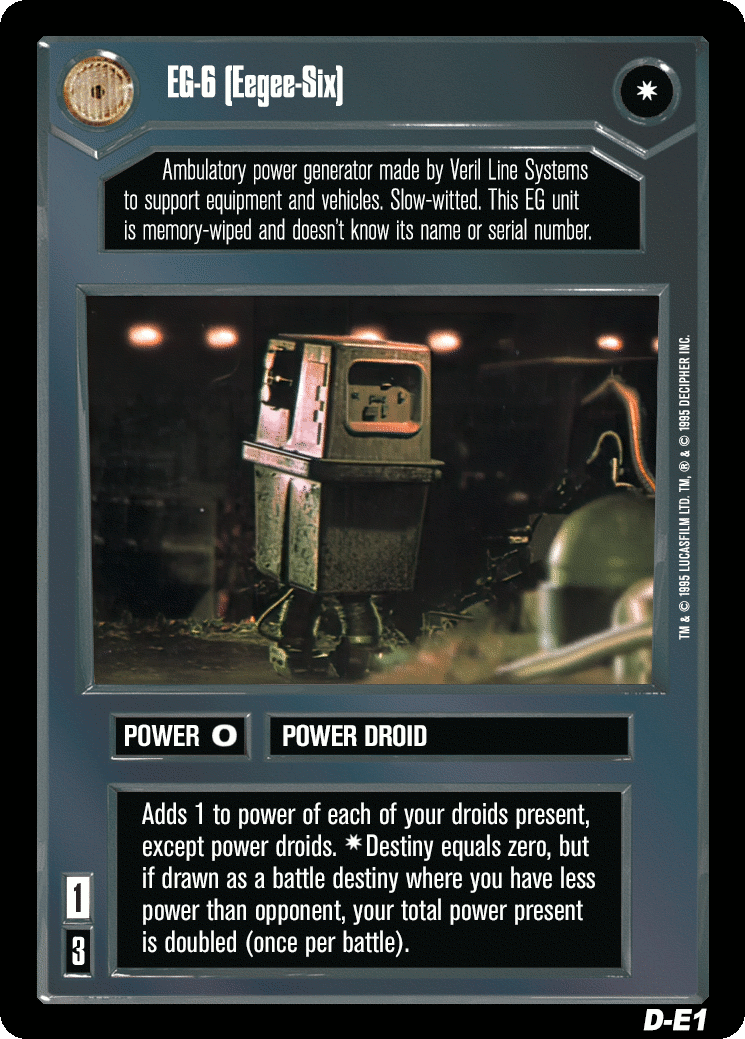 EG-6 (Eegee-Six)
Ambulatory power generator made by Veril Line Systems
to support equipment and vehicles. Slow-witted. This EG unit
is memory-wiped and doesn't know its name or serial number.
TM & © 1995 LUCASFILM LTD. TM, ® & © 1995 DECIPHER INC.
POWER 0
POWER DROID
Adds 1 to power of each of your droids present,
except power droids. ✷Destiny equals zero, but
if drawn as a battle destiny where you have less
power than opponent, your total power present
is doubled (once per battle).
1
3
D-E1